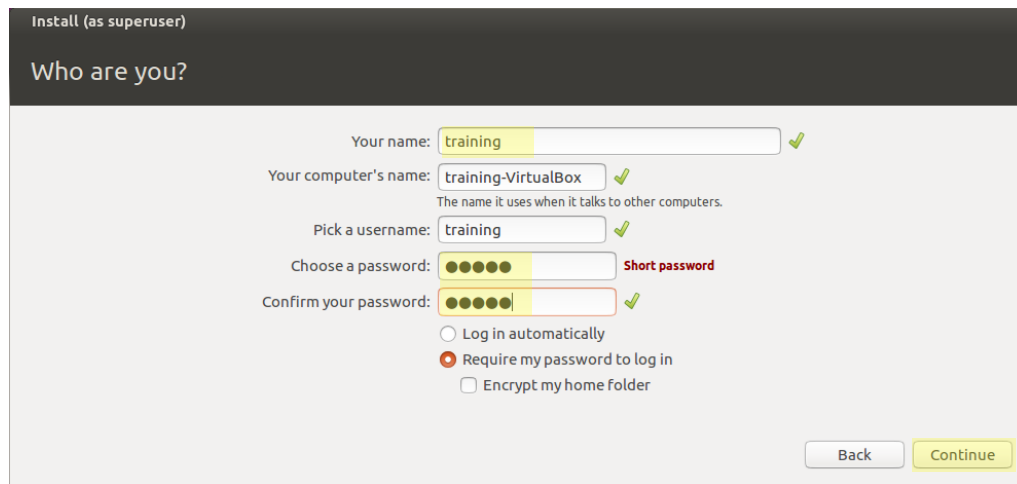 Install (as superuser)
Who are you?
Your name: training
Your computer's name: training-VirtualBox
The name it uses when it talks to other computers.
Pick a username: training
Choose a password: ●●●●● Short password
Confirm your password: ●●●●●
Log in automatically
Require my password to log in
Encrypt my home folder
Back Continue